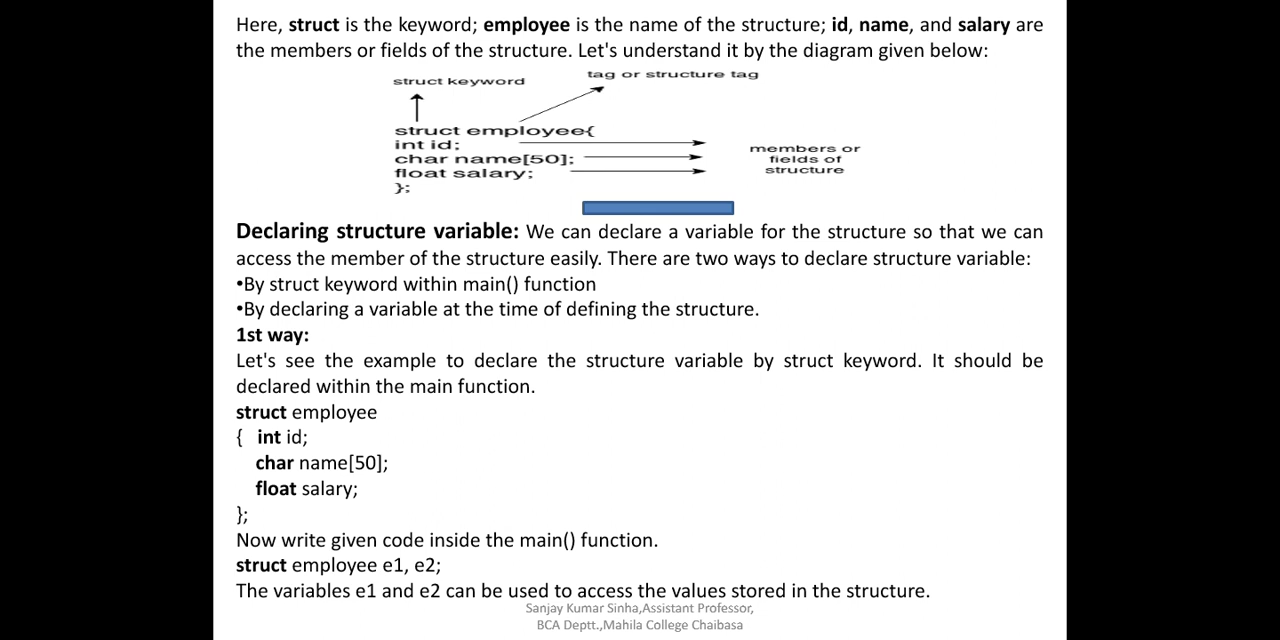 Here, struct is the keyword; employee is the name of the structure; id, name, and salary are
the members or fields of the structure. Let's understand it by the diagram given below:
struct keyword
tag or structure tag
struct employee{
int id;
char name[50];
float salary;
};
members or
fields of
structure
Declaring structure variable: We can declare a variable for the structure so that we can
access the member of the structure easily. There are two ways to declare structure variable:
•By struct keyword within main() function
•By declaring a variable at the time of defining the structure.
1st way:
Let's see the example to declare the structure variable by struct keyword. It should be
declared within the main function.
struct employee
{ int id;
char name[50];
float salary;
};
Now write given code inside the main() function.
struct employee e1, e2;
The variables e1 and e2 can be used to access the values stored in the structure.
Sanjay Kumar Sinha,Assistant Professor,
BCA Deptt.,Mahila College Chaibasa